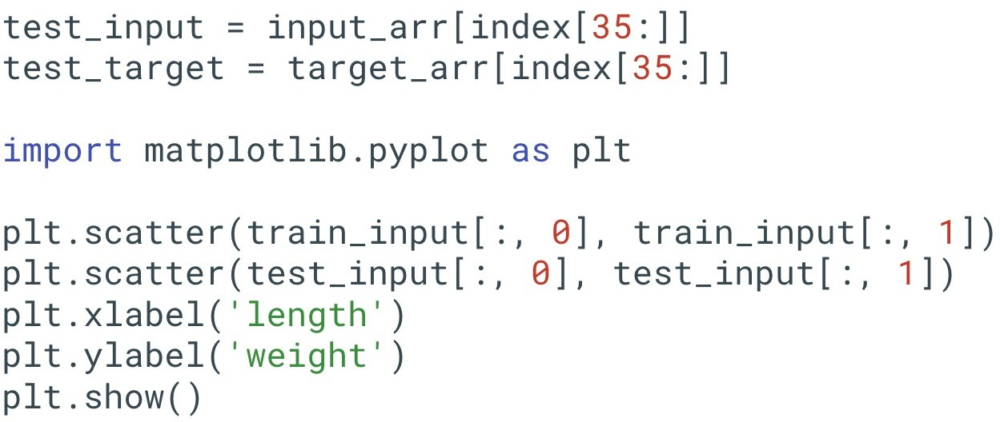 test_input = input_arr[index[35:]]
test_target = target_arr[index[35:]]
import matplotlib.pyplot as plt
plt.scatter(train_input[:, 0], train_input[:, 1])
plt.scatter(test_input[:, 0], test_input[:, 1])
plt.xlabel('length')
plt.ylabel('weight')
plt.show()